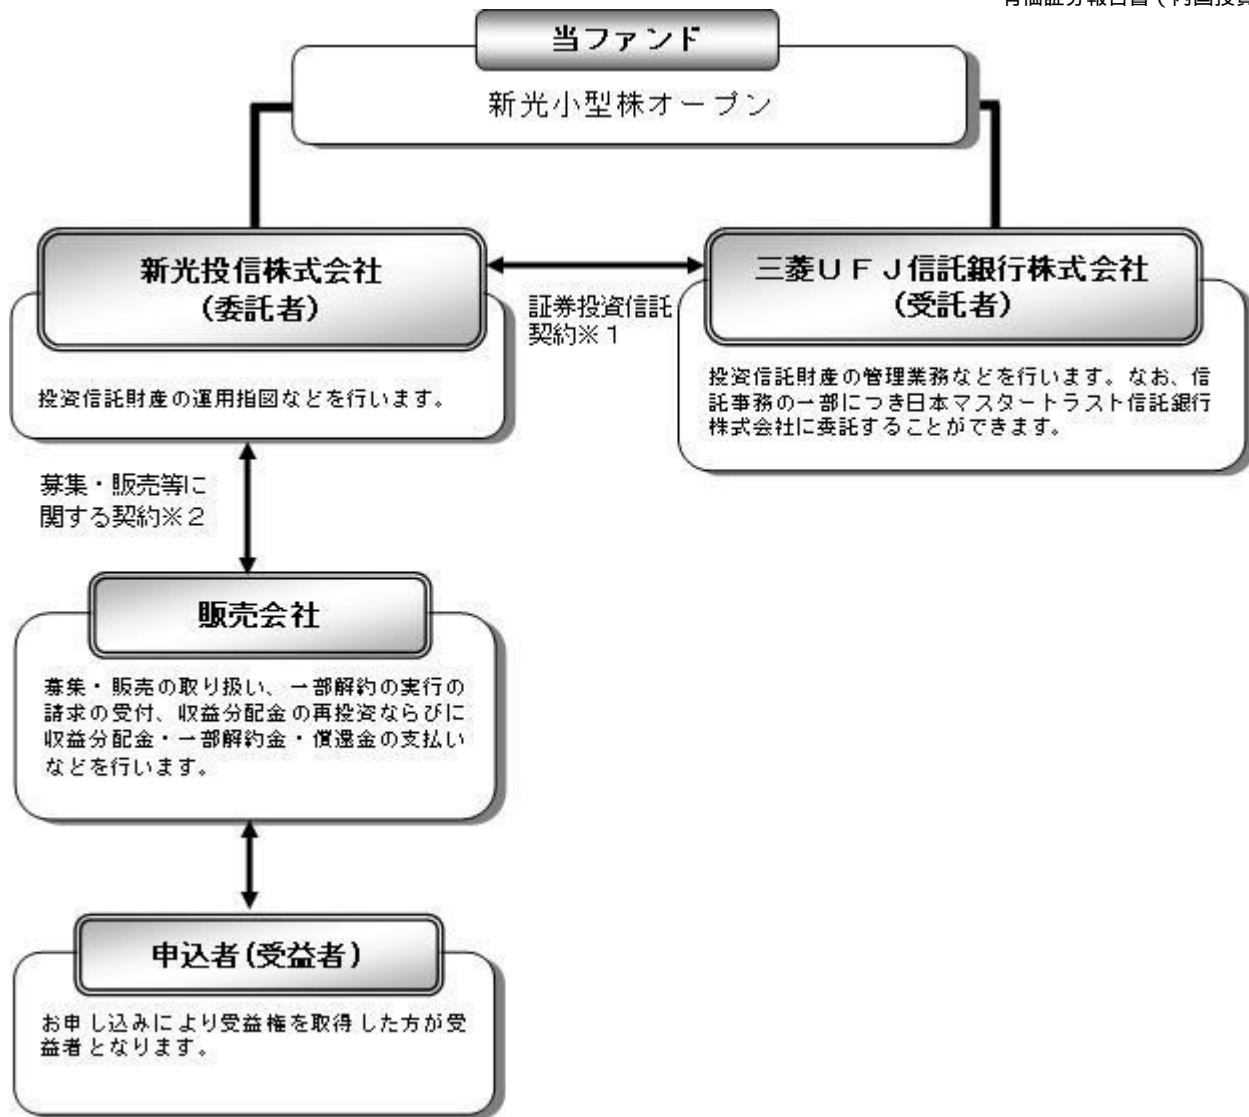 当ファンド
新光小型株オープン
新光投信株式会社
(委託者)
投資信託財産の運用指図などを行います。
証券投資信託
契約※1
三菱UFJ信託銀行株式会社
(受託者)
投資信託財産の管理業務などを行います。なお、信
託事務の一部につき日本マスタートラスト信託銀行
株式会社に委託することができます。
募集・販売等に
関する契約※2
販売会社
募集・販売の取り扱い、一部解約の実行の
請求の受付、収益分配金の再投資ならびに
収益分配金・一部解約金・償還金の支払い
などを行います。
申込者(受益者)
お申し込みにより受益権を取得した方が受
益者となります。